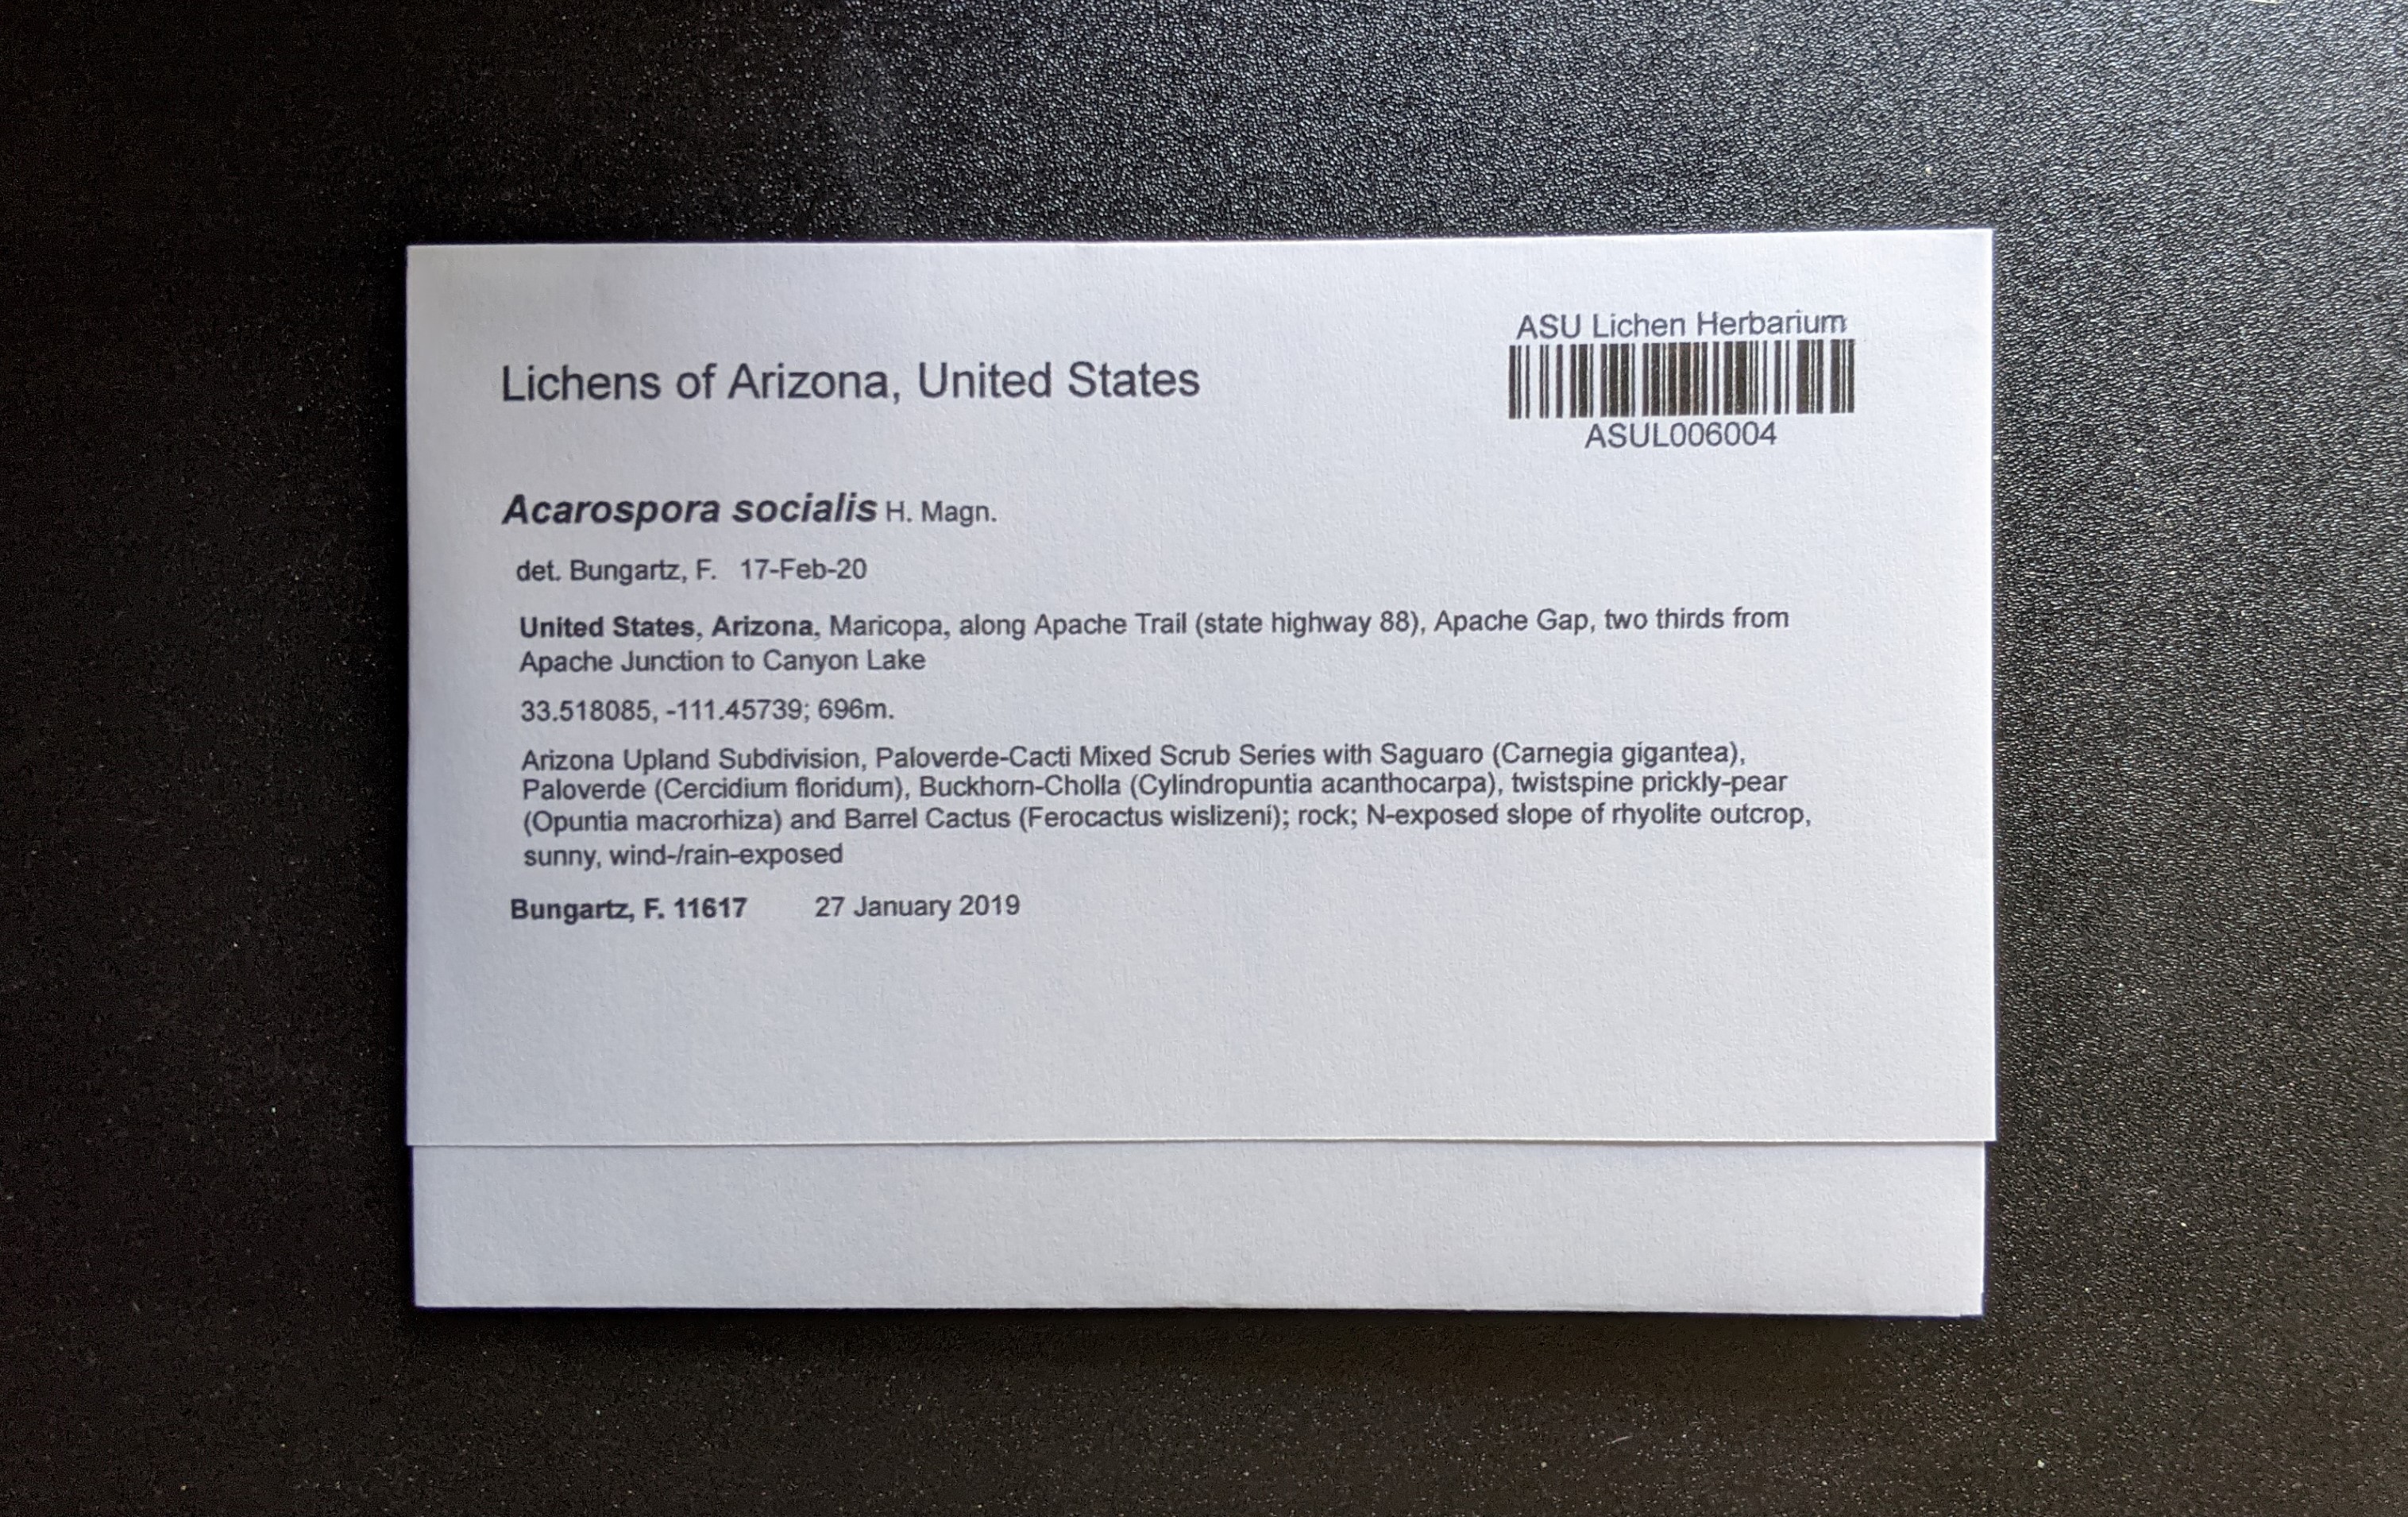 ASU Lichen Herbarium
Lichens of Arizona, United States
ASUL006004
Acarospora socialis H. Magn.
det. Bungartz, F. 17-Feb-20
United States, Arizona, Maricopa, along Apache Trail (state highway 88), Apache Gap, two thirds from
Apache Junction to Canyon Lake
33.518085, -111.45739; 696m.
Arizona Upland Subdivision, Paloverde-Cacti Mixed Scrub Series with Saguaro (Carnegia gigantea),
Paloverde (Cercidium floridum), Buckhorn-Cholla (Cylindropuntia acanthocarpa), twistspine prickly-pear
(Opuntia macrorhiza) and Barrel Cactus (Ferocactus wislizeni); rock; N-exposed slope of rhyolite outcrop,
sunny, wind-/rain-exposed
Bungartz, F. 11617 27 January 2019